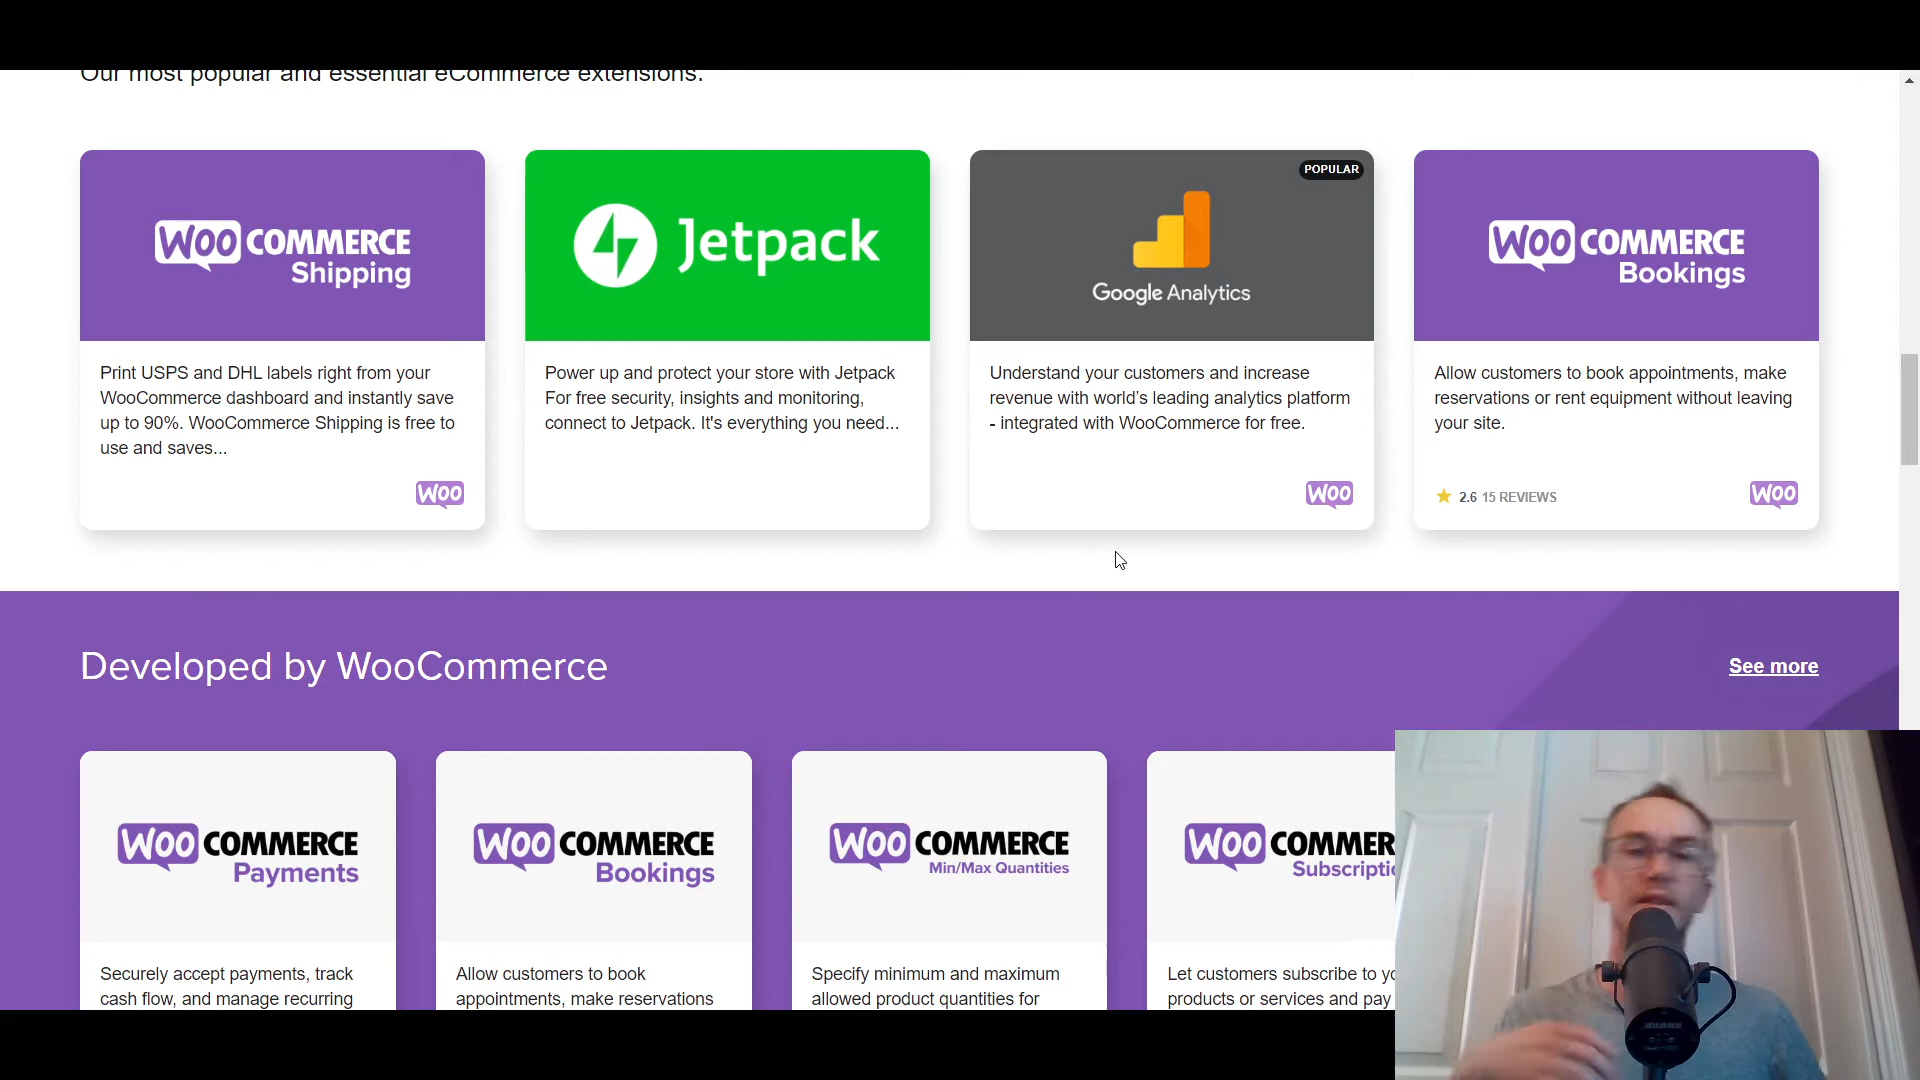 Our most popular and essential eCommerce extensions.
WOO COMMERCE
Shipping
Jetpack
POPULAR
Google Analytics
WOO COMMERCE
Bookings
Print USPS and DHL labels right from your
WooCommerce dashboard and instantly save
up to 90%. WooCommerce Shipping is free to
use and saves...
WOO
Power up and protect your store with Jetpack
For free security, insights and monitoring,
connect to Jetpack. It's everything you need...
Understand your customers and increase
revenue with world’s leading analytics platform
- integrated with WooCommerce for free.
WOO
Allow customers to book appointments, make
reservations or rent equipment without leaving
your site.
2.6 15 REVIEWS
WOO
Developed by WooCommerce
See more
WOO COMMERCE
Payments
WOO COMMERCE
Bookings
WOO COMMERCE
Min/Max Quantities
WOO COMMER
Subscriptic
Securely accept payments, track
cash flow, and manage recurring
Allow customers to book
appointments, make reservations
Specify minimum and maximum
allowed product quantities for
Let customers subscribe to yo
products or services and pay